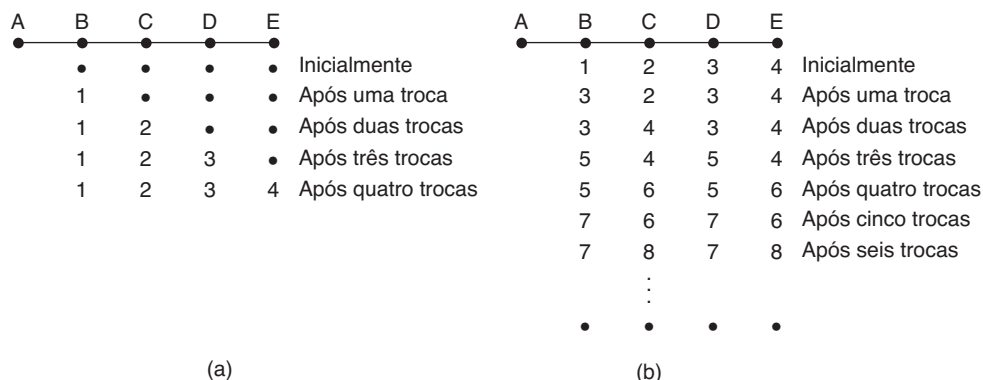 A B C D E
• • • • Inicialmente
1 • • • Após uma troca
1 2 • • Após duas trocas
1 2 3 • Após três trocas
1 2 3 4 Após quatro trocas
(a)
A B C D E
1 2 3 4 Inicialmente
3 2 3 4 Após uma troca
3 4 3 4 Após duas trocas
5 4 5 4 Após três trocas
5 6 5 6 Após quatro trocas
7 6 7 6 Após cinco trocas
7 8 7 8 Após seis trocas
⋮
• • • •
(b)